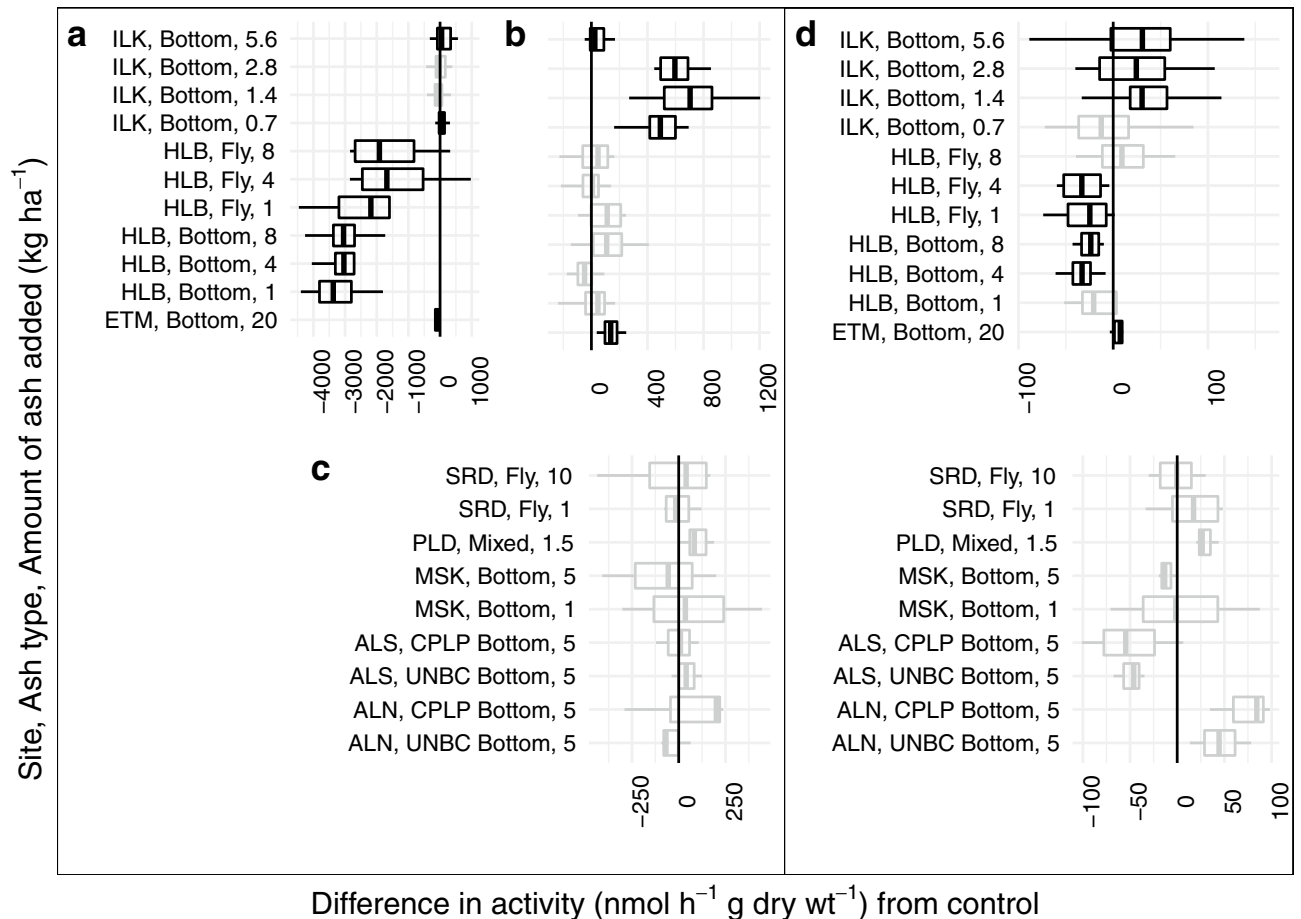 a
b
d
ILK, Bottom, 5.6
ILK, Bottom, 2.8
ILK, Bottom, 1.4
ILK, Bottom, 0.7
HLB, Fly, 8
HLB, Fly, 4
HLB, Fly, 1
HLB, Bottom, 8
HLB, Bottom, 4
HLB, Bottom, 1
ETM, Bottom, 20
−4000 −3000 −2000 −1000 0 1000
0 400 800 1200
ILK, Bottom, 5.6
ILK, Bottom, 2.8
ILK, Bottom, 1.4
ILK, Bottom, 0.7
HLB, Fly, 8
HLB, Fly, 4
HLB, Fly, 1
HLB, Bottom, 8
HLB, Bottom, 4
HLB, Bottom, 1
ETM, Bottom, 20
−100 0 100
c
SRD, Fly, 10
SRD, Fly, 1
PLD, Mixed, 1.5
MSK, Bottom, 5
MSK, Bottom, 1
ALS, CPLP Bottom, 5
ALS, UNBC Bottom, 5
ALN, CPLP Bottom, 5
ALN, UNBC Bottom, 5
−250 0 250
SRD, Fly, 10
SRD, Fly, 1
PLD, Mixed, 1.5
MSK, Bottom, 5
MSK, Bottom, 1
ALS, CPLP Bottom, 5
ALS, UNBC Bottom, 5
ALN, CPLP Bottom, 5
ALN, UNBC Bottom, 5
−100 −50 0 50 100
Site, Ash type, Amount of ash added (kg ha⁻¹)
Difference in activity (nmol h⁻¹ g dry wt⁻¹) from control